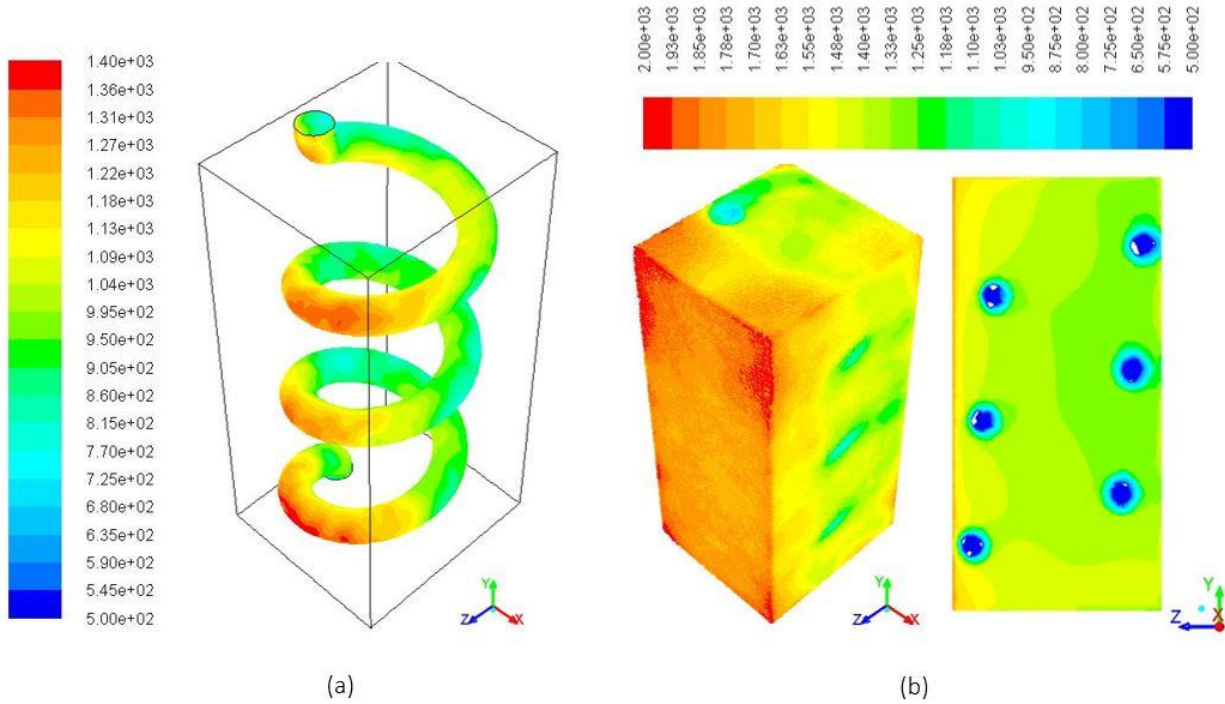 1.40e+03
1.36e+03
1.31e+03
1.27e+03
1.22e+03
1.18e+03
1.13e+03
1.09e+03
1.04e+03
9.95e+02
9.50e+02
9.05e+02
8.60e+02
8.15e+02
7.70e+02
7.25e+02
6.80e+02
6.35e+02
5.90e+02
5.45e+02
5.00e+02
Y
Z
X
(a)
2.00e+03
1.93e+03
1.85e+03
1.78e+03
1.70e+03
1.63e+03
1.55e+03
1.48e+03
1.40e+03
1.33e+03
1.25e+03
1.18e+03
1.10e+03
1.03e+03
9.50e+02
8.75e+02
8.00e+02
7.25e+02
6.50e+02
5.75e+02
5.00e+02
Y
Z
X
Y
Z
X
(b)